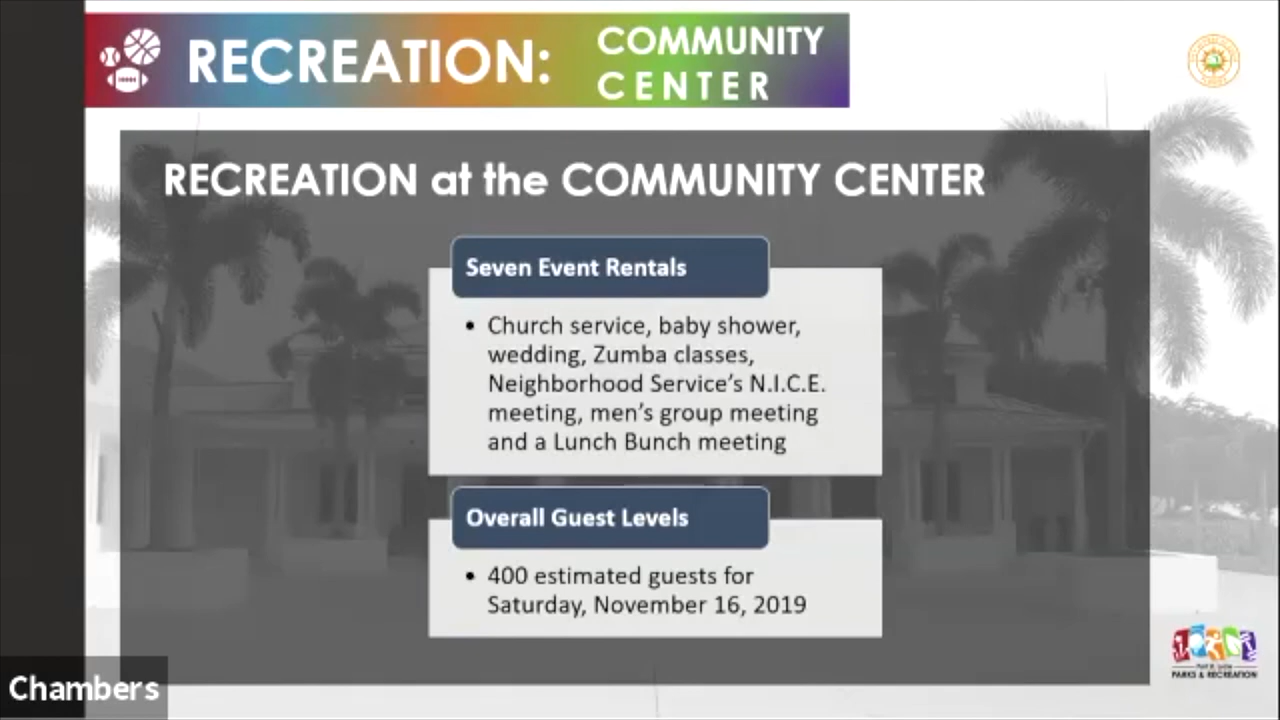 RECREATION:
COMMUNITY
CENTER
RECREATION at the COMMUNITY CENTER
Seven Event Rentals
• Church service, baby shower,
wedding, Zumba classes,
Neighborhood Service's N.I.C.E.
meeting, men's group meeting
and a Lunch Bunch meeting
Overall Guest Levels
• 400 estimated guests for
Saturday, November 16, 2019
PARKS & RECREATION
Chambers